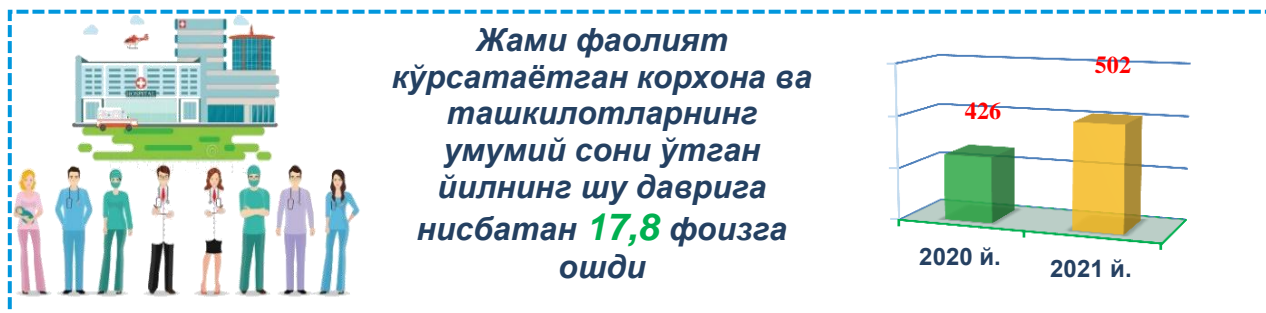 HOSPITAL
Жами фаолият
кўрсатаётган корхона ва
ташкилотларнинг
умумий сони ўтган
йилнинг шу даврига
нисбатан 17,8 фоизга
ошди
502
426
2020 й.
2021 й.